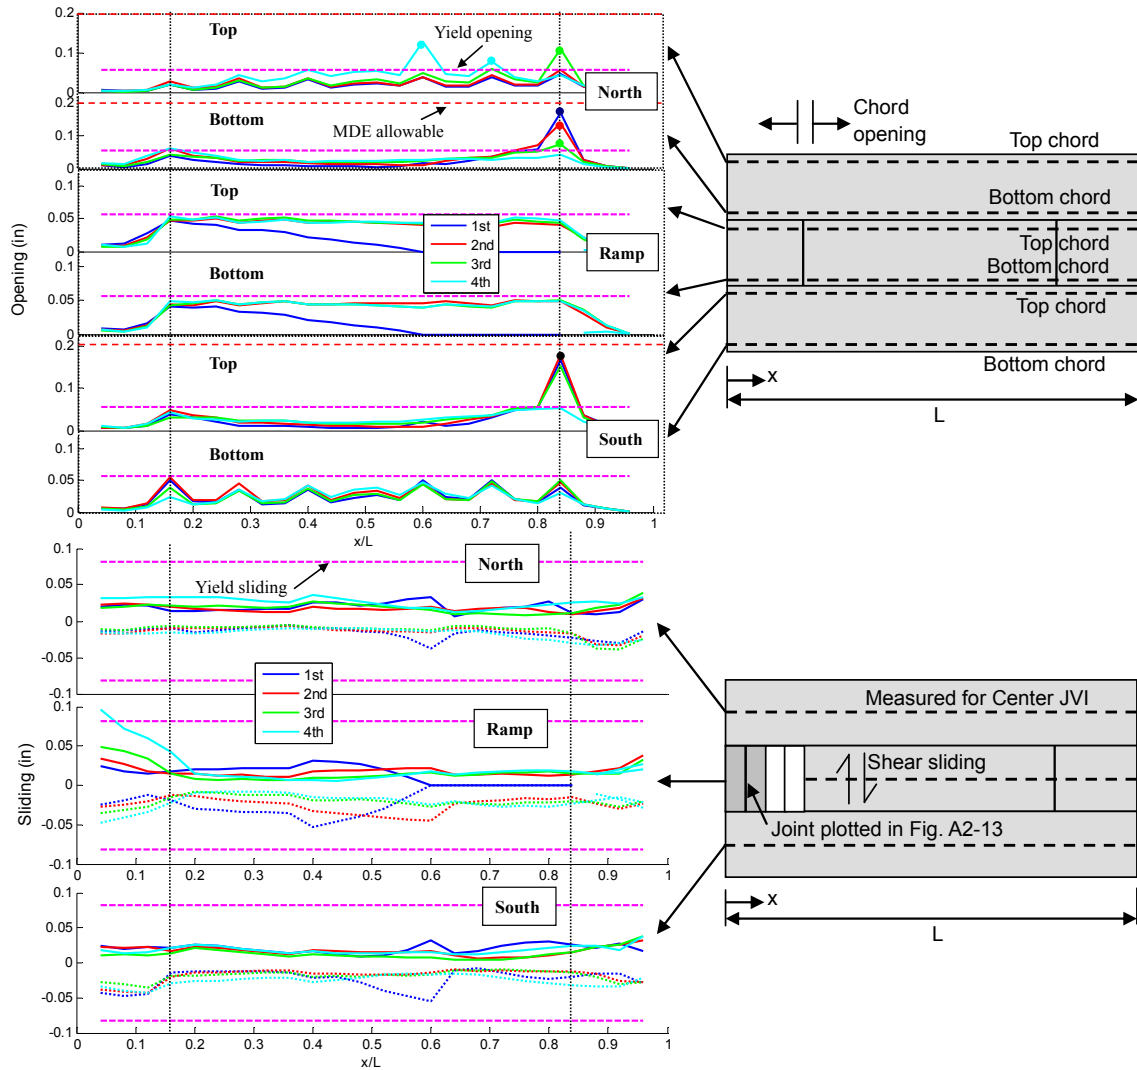 0.2
Top
Yield opening
0.1
0
North
0 0.1 0.2 0.3 0.4 0.5 0.6 0.7 0.8 0.9 1
0.2
Bottom
MDE allowable
0.1
0
0.1
Top
0.05
0
1st
2nd
3rd
4th
Ramp
0.1
Bottom
0.05
0
Opening (in)
0.2
Top
0.1
0
South
0.1
Bottom
0.05
0
0 0.1 0.2 0.3 0.4 0.5 0.6 0.7 0.8 0.9 1
x/L
Chord
opening
Top chord
Bottom chord
Top chord
Bottom chord
Top chord
Bottom chord
x
L
0.1
North
Yield sliding
0.05
0
-0.05
-0.1
1st
2nd
3rd
4th
0.1
Ramp
0.05
0
-0.05
-0.1
Sliding (in)
0.1
South
0.05
0
-0.05
-0.1
0 0.1 0.2 0.3 0.4 0.5 0.6 0.7 0.8 0.9 1
x/L
Measured for Center JVI
Shear sliding
Joint plotted in Fig. A2-13
x
L